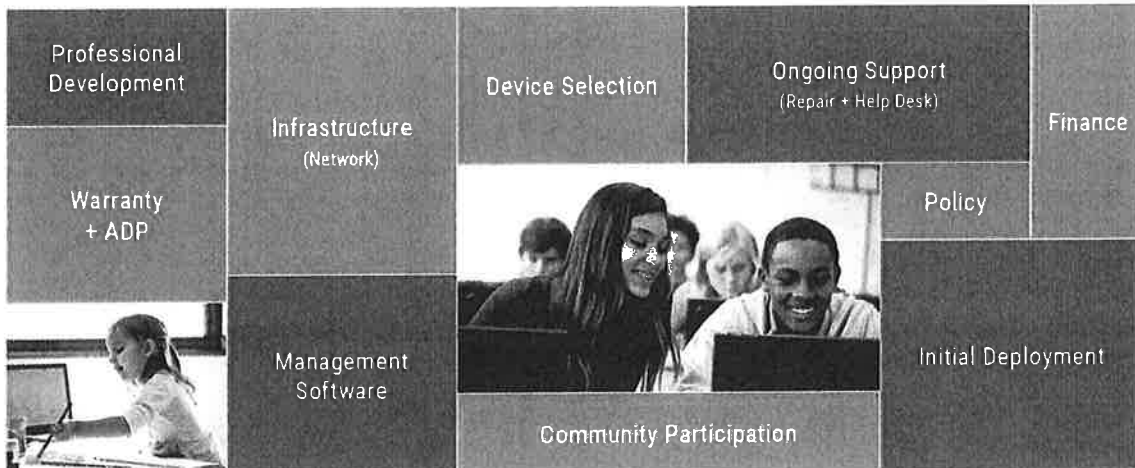 Professional
Development
Infrastructure
(Network)
Device Selection
Ongoing Support
(Repair + Help Desk)
Finance
Warranty
+ ADP
Policy
Management
Software
Initial Deployment
Community Participation